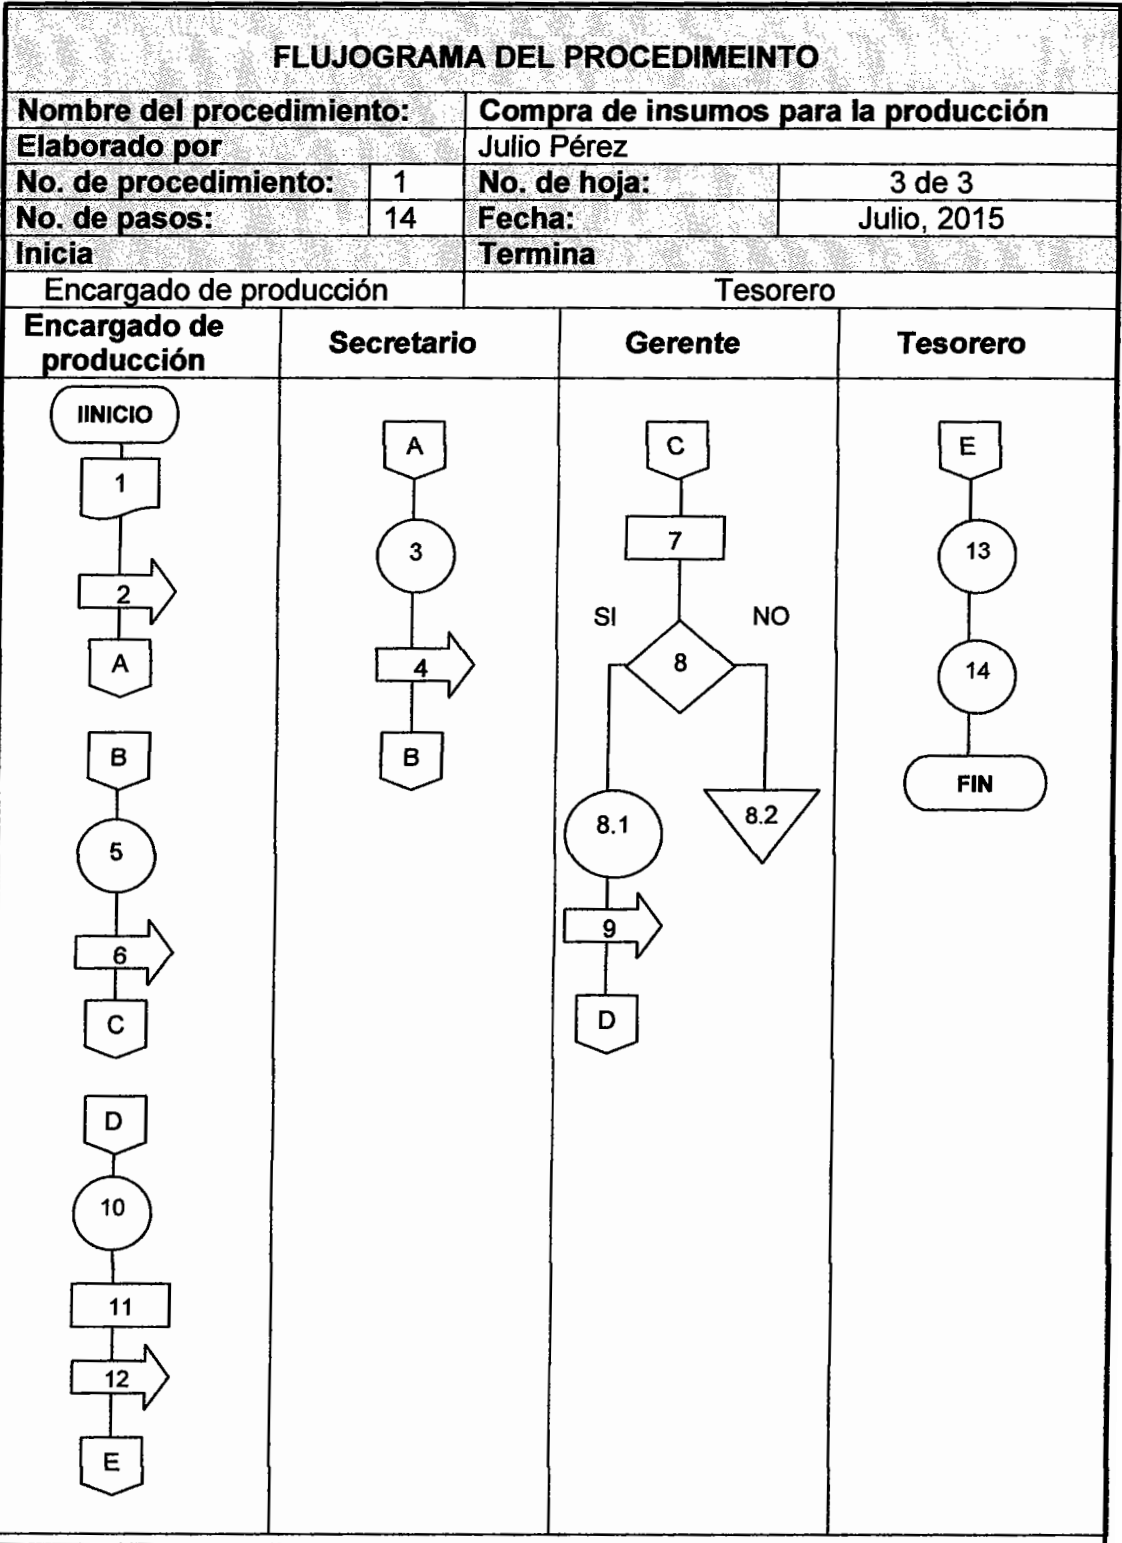 FLUJOGRAMA DEL PROCEDIMEINTO
Nombre del procedimiento: Compra de insumos para la producción
Elaborado por Julio Pérez
No. de procedimiento: 1 No. de hoja: 3 de 3
No. de pasos: 14 Fecha: Julio, 2015
Inicia Termina
Encargado de producción Tesorero
Encargado de
producción
Secretario
Gerente
Tesorero
IINICIO
1
2
A
B
5
6
C
D
10
11
12
E
A
3
4
B
C
7
SI NO
8
8.1 8.2
9
D
E
13
14
FIN